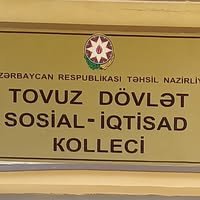 AZƏRBAYCAN RESPUBLİKASI TƏHSİL NAZİRLİYİ
TOVUZ DÖVLƏT
SOSİAL-İQTİSAD
KOLLECİ